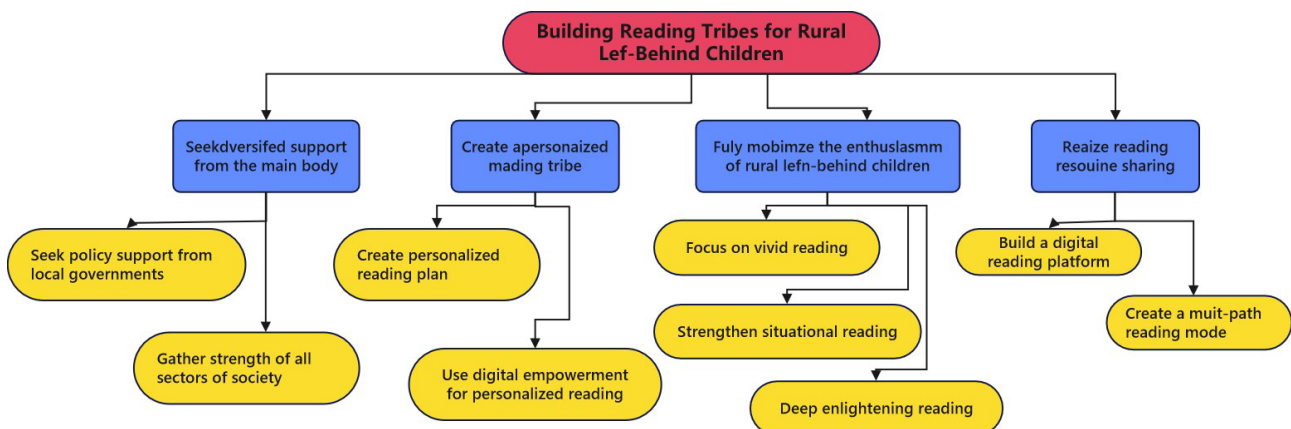 Building Reading Tribes for Rural
Lef-Behind Children
Seekdversifed support
from the main body
Create apersonaized
mading tribe
Fuly mobimze the enthuslasmm
of rural lefn-behind children
Reaize reading
resouine sharing
Seek policy support from
local governments
Gather strength of all
sectors of society
Create personalized
reading plan
Use digital empowerment
for personalized reading
Focus on vivid reading
Strengthen situational reading
Deep enlightening reading
Build a digital
reading platform
Create a muit-path
reading mode